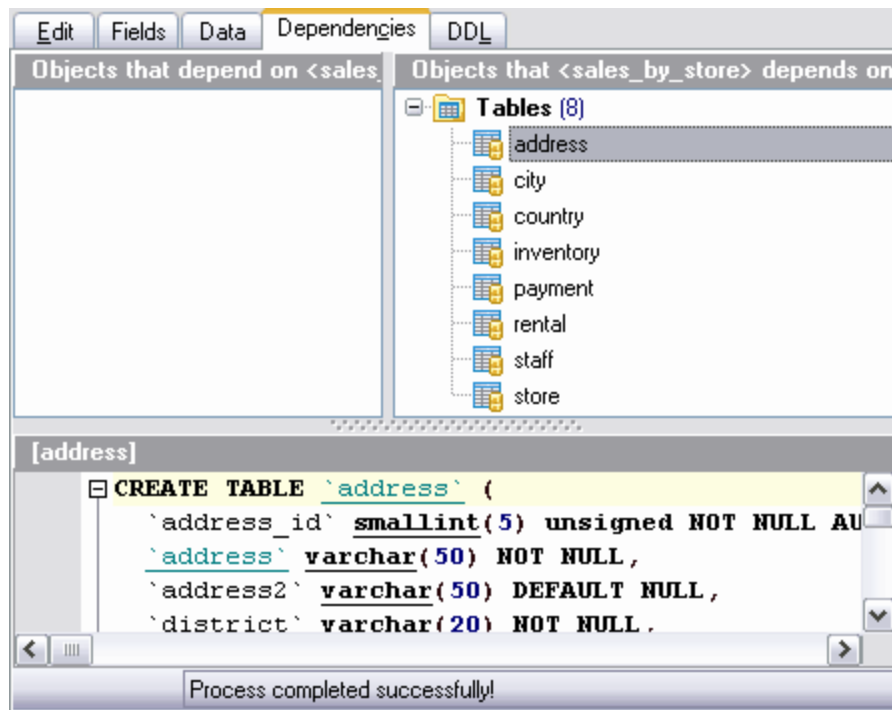 Edit Fields Data Dependencies DDL
Objects that depend on <sales_
Objects that <sales_by_store> depends on
Tables (8)
address
city
country
inventory
payment
rental
staff
store
[address]
CREATE TABLE `address` (
`address_id` smallint(5) unsigned NOT NULL AU
`address` varchar(50) NOT NULL,
`address2` varchar(50) DEFAULT NULL,
`district` varchar(20) NOT NULL,
Process completed successfully!